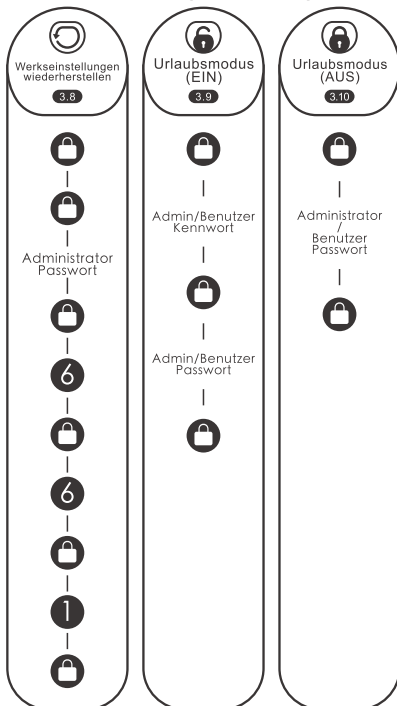 Werkseinstellungen
wiederherstellen
3.8
Administrator
Passwort
6
6
1
Urlaubsmodus
(EIN)
3.9
Admin/Benutzer
Kennwort
Admin/Benutzer
Passwort
Urlaubsmodus
(AUS)
3.10
Administrator
/
Benutzer
Passwort